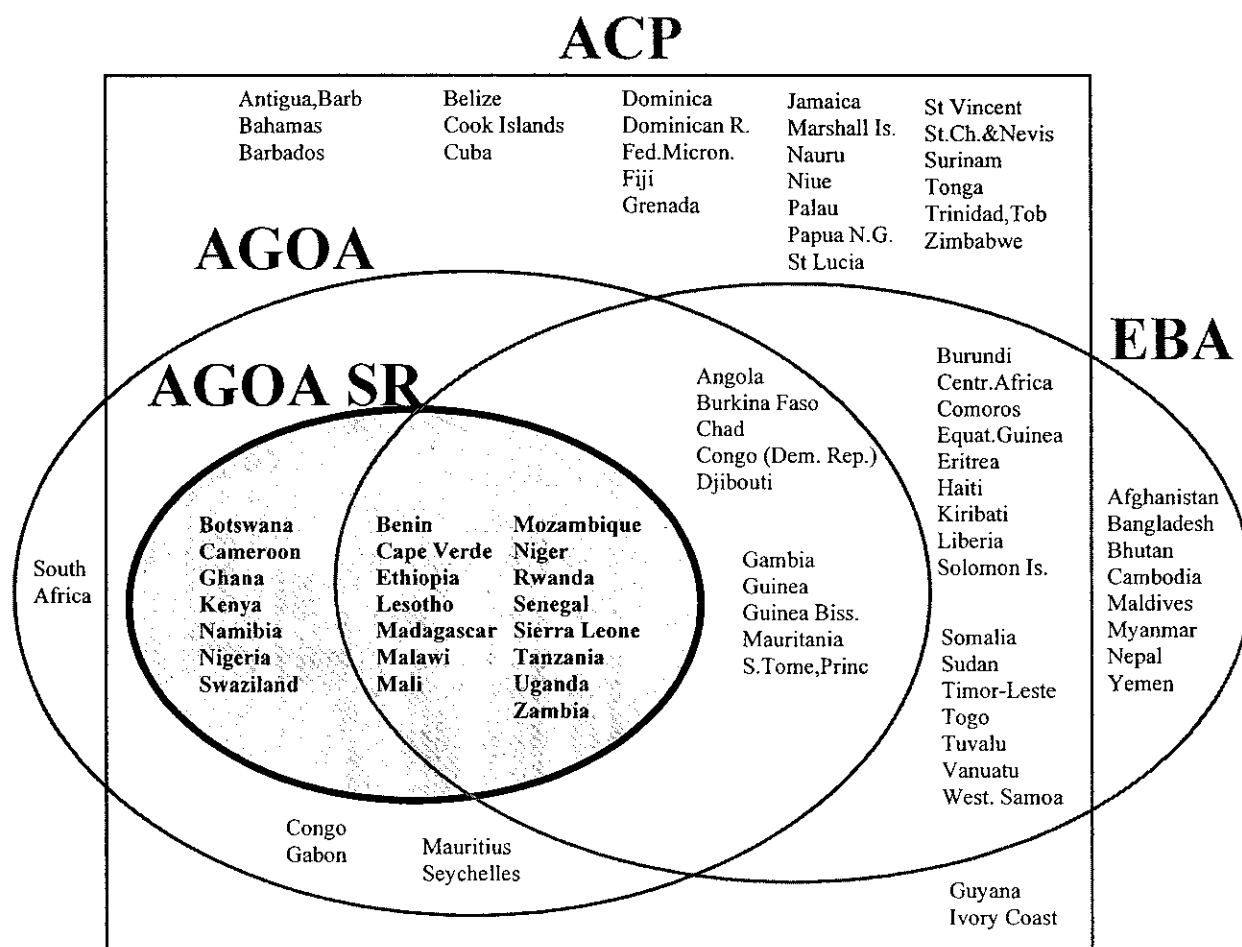 ACP
Antigua,Barb
Bahamas
Barbados
Belize
Cook Islands
Cuba
Dominica
Dominican R.
Fed.Micron.
Fiji
Grenada
Jamaica
Marshall Is.
Nauru
Niue
Palau
Papua N.G.
St Lucia
St Vincent
St.Ch.&Nevis
Surinam
Tonga
Trinidad,Tob
Zimbabwe
AGOA
EBA
AGOA SR
South
Africa
Botswana
Cameroon
Ghana
Kenya
Namibia
Nigeria
Swaziland
Benin
Cape Verde
Ethiopia
Lesotho
Madagascar
Malawi
Mali
Mozambique
Niger
Rwanda
Senegal
Sierra Leone
Tanzania
Uganda
Zambia
Angola
Burkina Faso
Chad
Congo (Dem. Rep.)
Djibouti
Gambia
Guinea
Guinea Biss.
Mauritania
S.Tome,Princ
Burundi
Centr.Africa
Comoros
Equat.Guinea
Eritrea
Haiti
Kiribati
Liberia
Solomon Is.
Somalia
Sudan
Timor-Leste
Togo
Tuvalu
Vanuatu
West. Samoa
Afghanistan
Bangladesh
Bhutan
Cambodia
Maldives
Myanmar
Nepal
Yemen
Congo
Gabon
Mauritius
Seychelles
Guyana
Ivory Coast